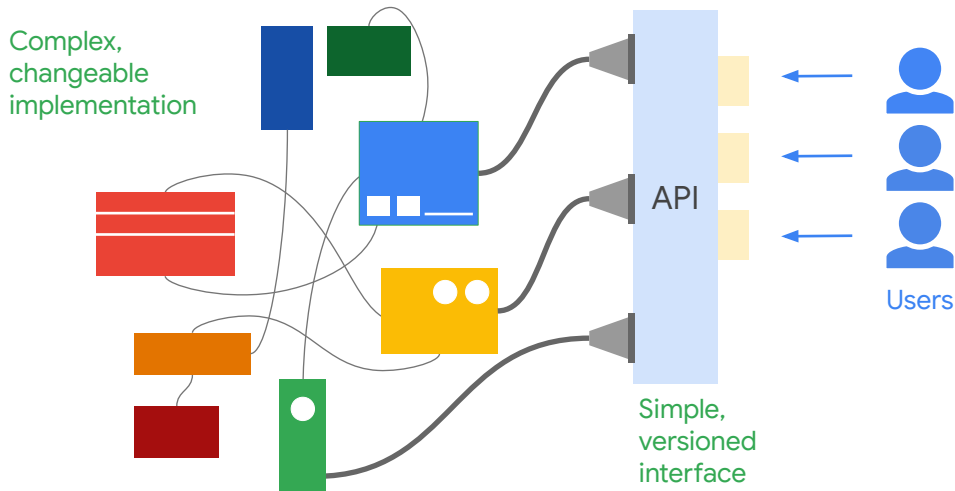 Complex,
changeable
implementation
API
Users
Simple,
versioned
interface